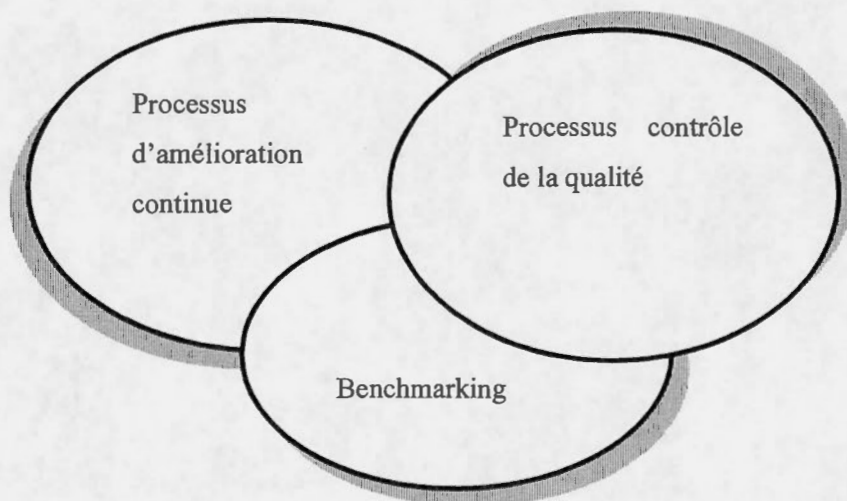 Processus
d'amélioration
continue
Processus contrôle
de la qualité
Benchmarking